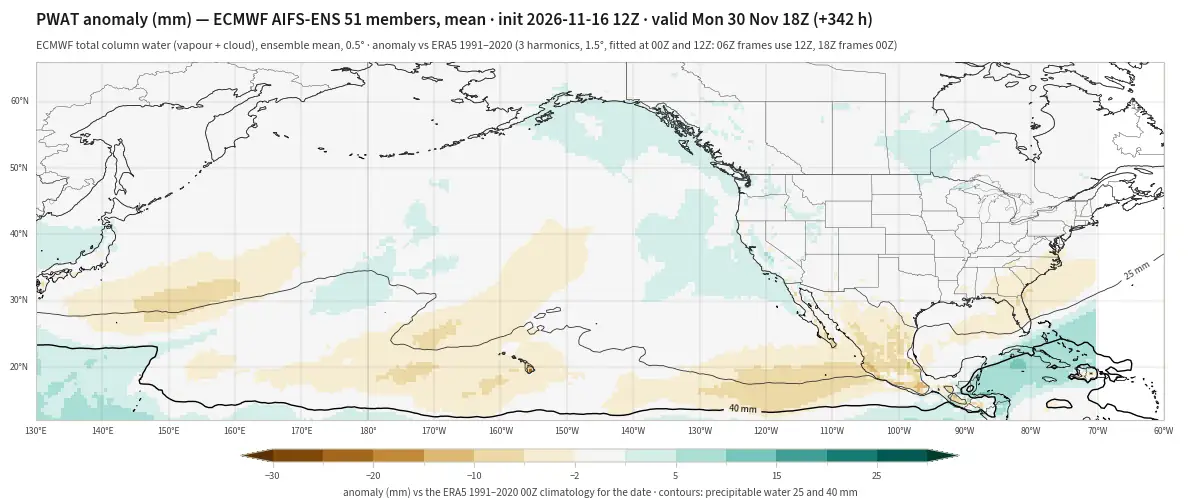 PWAT anomaly (mm) — ECMWF AIFS-ENS 51 members, mean · init 2026-11-16 12Z · valid Mon 30 Nov 18Z (+342 h)
ECMWF total column water (vapour + cloud), ensemble mean, 0.5° · anomaly vs ERA5 1991–2020 (3 harmonics, 1.5°, fitted at 00Z and 12Z: 06Z frames use 12Z, 18Z frames 00Z)
60°N
50°N
40°N
30°N
20°N
25 mm
40 mm
130°E 140°E 150°E 160°E 170°E 180° 170°W 160°W 150°W 140°W 130°W 120°W 110°W 100°W 90°W 80°W 70°W 60°W
−30 −20 −10 −2 5 15 25
anomaly (mm) vs the ERA5 1991–2020 00Z climatology for the date · contours: precipitable water 25 and 40 mm